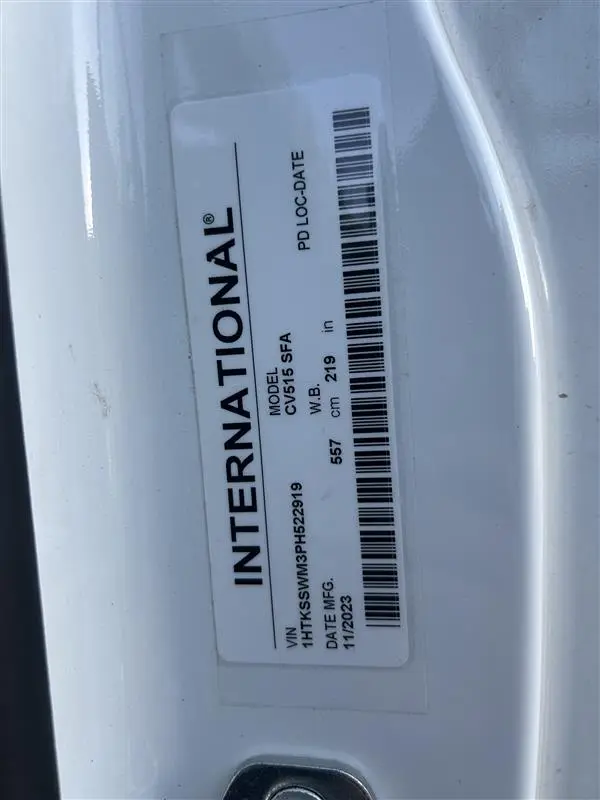 INTERNATIONAL®
VIN MODEL
1HTKSSWM3PH522919 CV515 SFA
DATE MFG. W.B. PD LOC-DATE
11/2023 557 cm 219 in